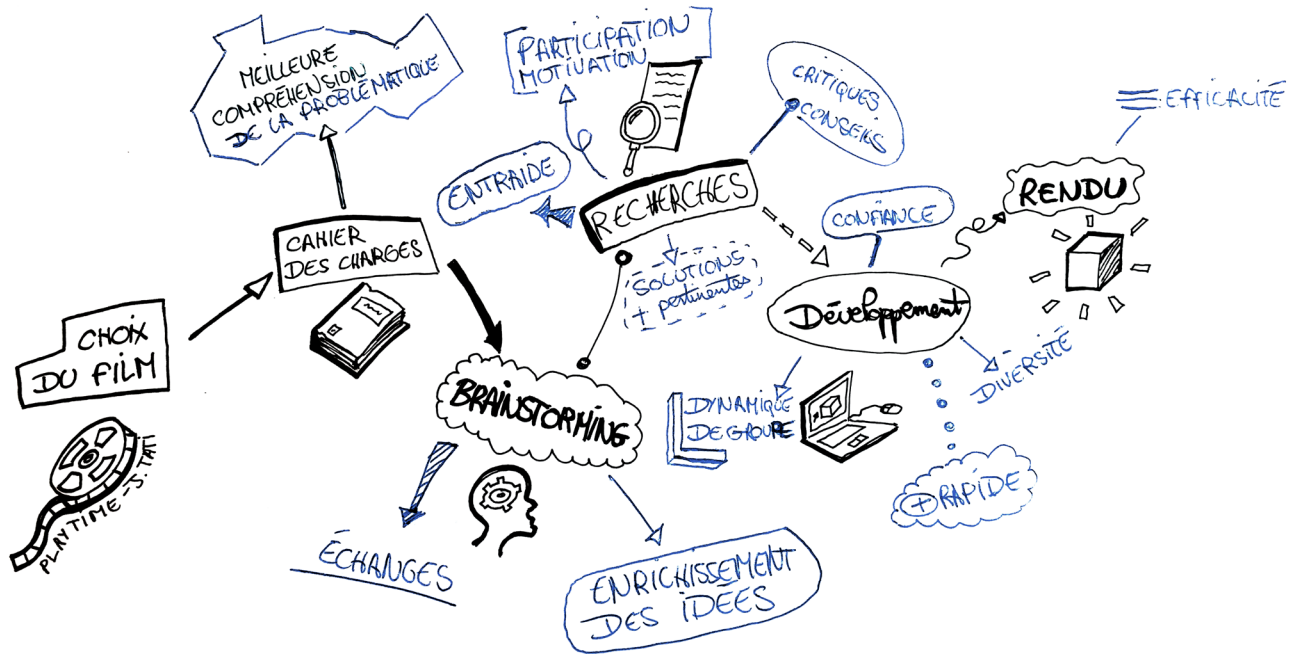 CHOIX
DU FILM
PLAYTIME - J. TATI
CAHIER
DES CHARGES
MEILLEURE
COMPRÉHENSION
DE LA PROBLÉMATIQUE
BRAINSTORMING
ÉCHANGES
ENRICHISSEMENT
DES IDÉES
RECHERCHES
ENTRAIDE
PARTICIPATION
MOTIVATION
CRITIQUES
CONSEILS
SOLUTIONS
+ pertinentes
Développement
CONFIANCE
DYNAMIQUE
DE GROUPE
+ RAPIDE
DIVERSITÉ
RENDU
EFFICALITÉ